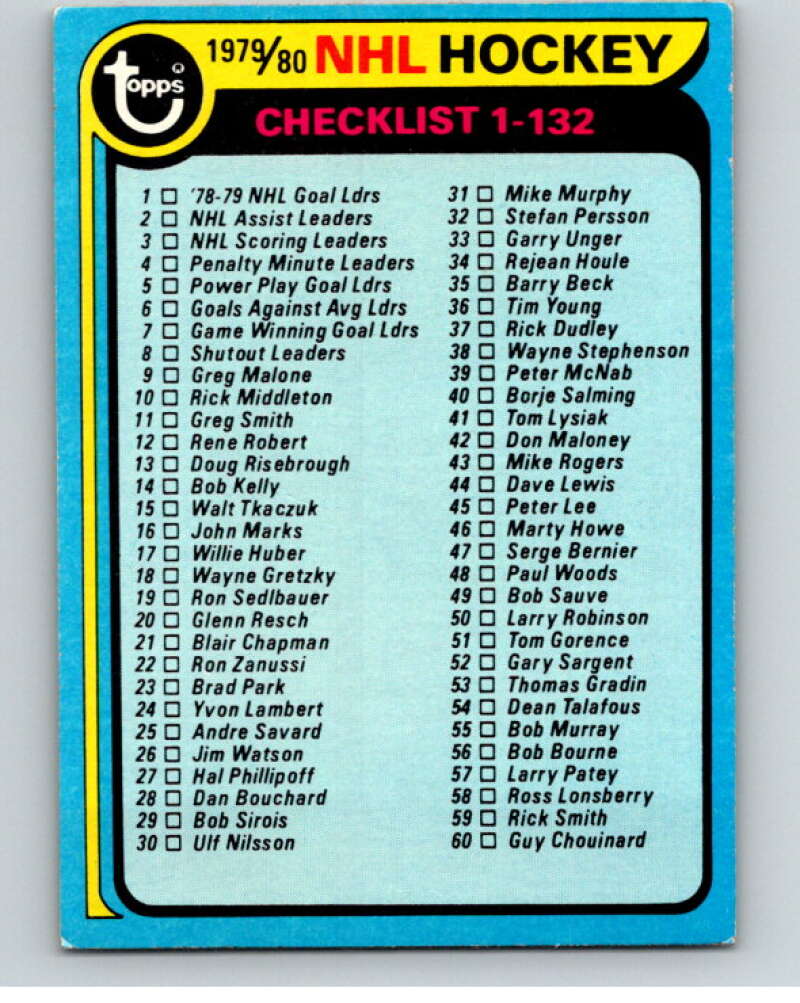 topps
1979/80 NHL HOCKEY
CHECKLIST 1-132
1 □ '78-79 NHL Goal Ldrs
2 □ NHL Assist Leaders
3 □ NHL Scoring Leaders
4 □ Penalty Minute Leaders
5 □ Power Play Goal Ldrs
6 □ Goals Against Avg Ldrs
7 □ Game Winning Goal Ldrs
8 □ Shutout Leaders
9 □ Greg Malone
10 □ Rick Middleton
11 □ Greg Smith
12 □ Rene Robert
13 □ Doug Risebrough
14 □ Bob Kelly
15 □ Walt Tkaczuk
16 □ John Marks
17 □ Willie Huber
18 □ Wayne Gretzky
19 □ Ron Sedlbauer
20 □ Glenn Resch
21 □ Blair Chapman
22 □ Ron Zanussi
23 □ Brad Park
24 □ Yvon Lambert
25 □ Andre Savard
26 □ Jim Watson
27 □ Hal Phillipoff
28 □ Dan Bouchard
29 □ Bob Sirois
30 □ Ulf Nilsson
31 □ Mike Murphy
32 □ Stefan Persson
33 □ Garry Unger
34 □ Rejean Houle
35 □ Barry Beck
36 □ Tim Young
37 □ Rick Dudley
38 □ Wayne Stephenson
39 □ Peter McNab
40 □ Borje Salming
41 □ Tom Lysiak
42 □ Don Maloney
43 □ Mike Rogers
44 □ Dave Lewis
45 □ Peter Lee
46 □ Marty Howe
47 □ Serge Bernier
48 □ Paul Woods
49 □ Bob Sauve
50 □ Larry Robinson
51 □ Tom Gorence
52 □ Gary Sargent
53 □ Thomas Gradin
54 □ Dean Talafous
55 □ Bob Murray
56 □ Bob Bourne
57 □ Larry Patey
58 □ Ross Lonsberry
59 □ Rick Smith
60 □ Guy Chouinard